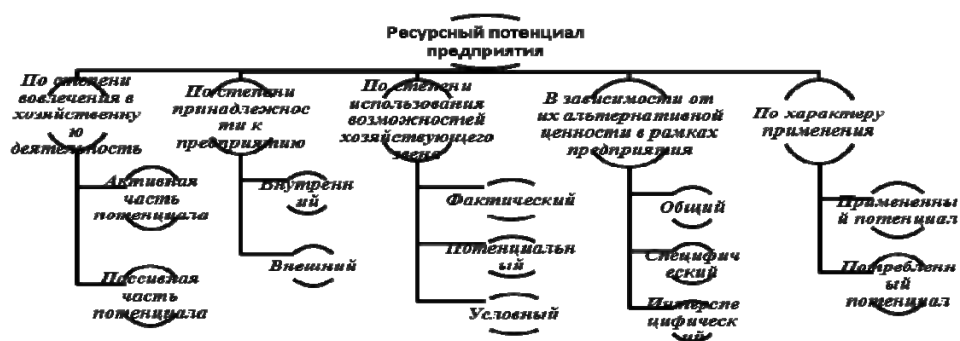 Ресурсный потенциал
предприятия
По степени
вовлечения в
хозяйственну
ю
деятельность
Активная
часть
потенциала
Пассивная
часть
потенциала
По степени
принадлежнос
ти к
предприятию
Внутренн
ий
Внешний
По степени
использования
возможностей
хозяйствующего
звена
Фактический
Потенциальн
ый
Условный
В зависимости от
их альтернативной
ценности в рамках
предприятия
Общий
Специфич
еский
Интерспе
цифическ
ий
По характеру
применения
Примененны
й потенциал
Потребленн
ый
потенциал